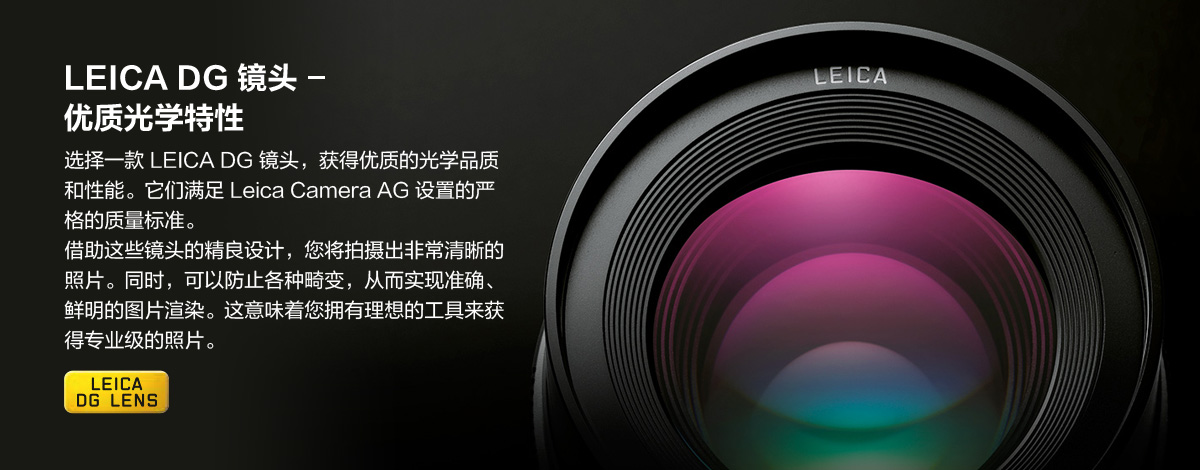 LEICA DG 镜头 –
优质光学特性
选择一款 LEICA DG 镜头，获得优质的光学品质
和性能。它们满足 Leica Camera AG 设置的严
格的质量标准。
借助这些镜头的精良设计，您将拍摄出非常清晰的
照片。同时，可以防止各种畸变，从而实现准确、
鲜明的图片渲染。这意味着您拥有理想的工具来获
得专业级的照片。
LEICA
DG LENS
LEICA